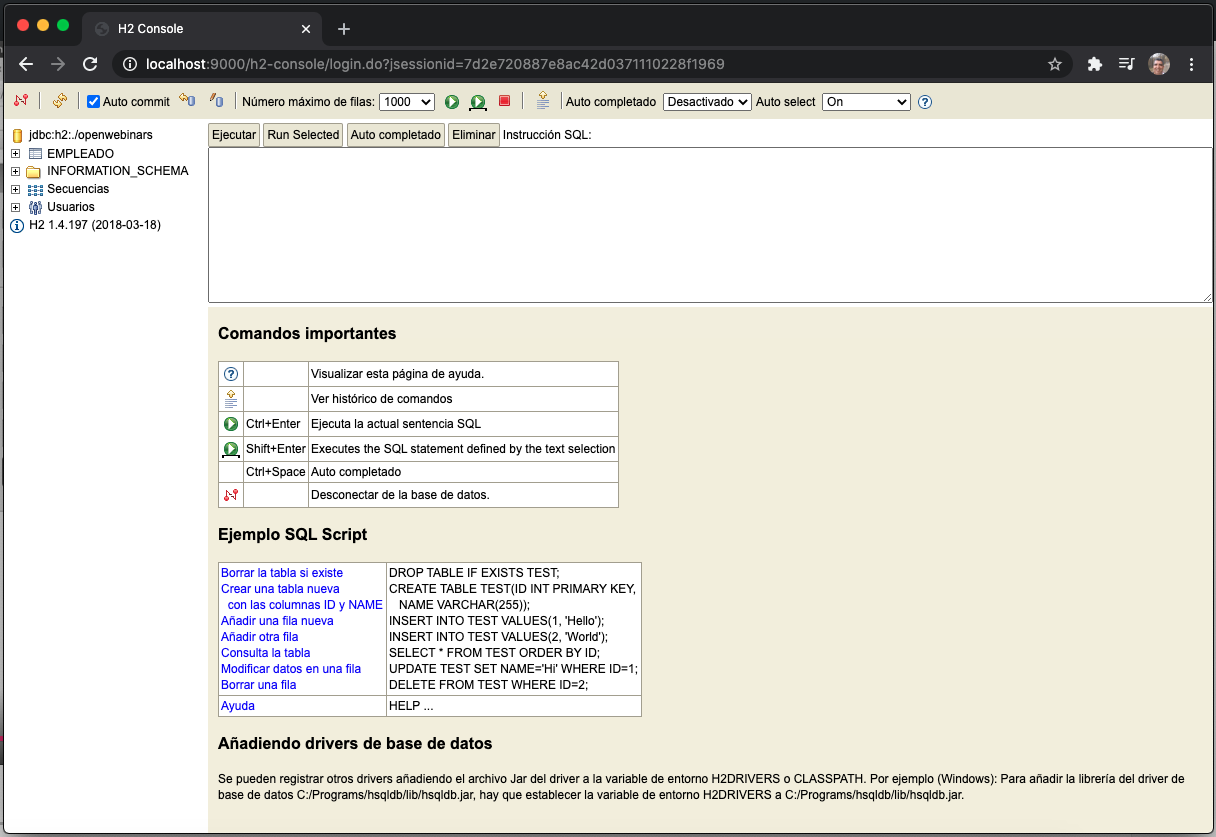 H2 Console
localhost:9000/h2-console/login.do?jsessionid=7d2e720887e8ac42d0371110228f1969
Auto commit Número máximo de filas: 1000 Auto completado Desactivado Auto select On
jdbc:h2:./openwebinars
EMPLEADO
INFORMATION_SCHEMA
Secuencias
Usuarios
H2 1.4.197 (2018-03-18)
Ejecutar Run Selected Auto completado Eliminar Instrucción SQL:
Comandos importantes
Visualizar esta página de ayuda.
Ver histórico de comandos
Ctrl+Enter Ejecuta la actual sentencia SQL
Shift+Enter Executes the SQL statement defined by the text selection
Ctrl+Space Auto completado
Desconectar de la base de datos.
Ejemplo SQL Script
Borrar la tabla si existe DROP TABLE IF EXISTS TEST;
Crear una tabla nueva CREATE TABLE TEST(ID INT PRIMARY KEY,
con las columnas ID y NAME NAME VARCHAR(255));
Añadir una fila nueva INSERT INTO TEST VALUES(1, 'Hello');
Añadir otra fila INSERT INTO TEST VALUES(2, 'World');
Consulta la tabla SELECT * FROM TEST ORDER BY ID;
Modificar datos en una fila UPDATE TEST SET NAME='Hi' WHERE ID=1;
Borrar una fila DELETE FROM TEST WHERE ID=2;
Ayuda HELP ...
Añadiendo drivers de base de datos
Se pueden registrar otros drivers añadiendo el archivo Jar del driver a la variable de entorno H2DRIVERS o CLASSPATH. Por ejemplo (Windows): Para añadir la librería del driver de
base de datos C:/Programs/hsqldb/lib/hsqldb.jar, hay que establecer la variable de entorno H2DRIVERS a C:/Programs/hsqldb/lib/hsqldb.jar.